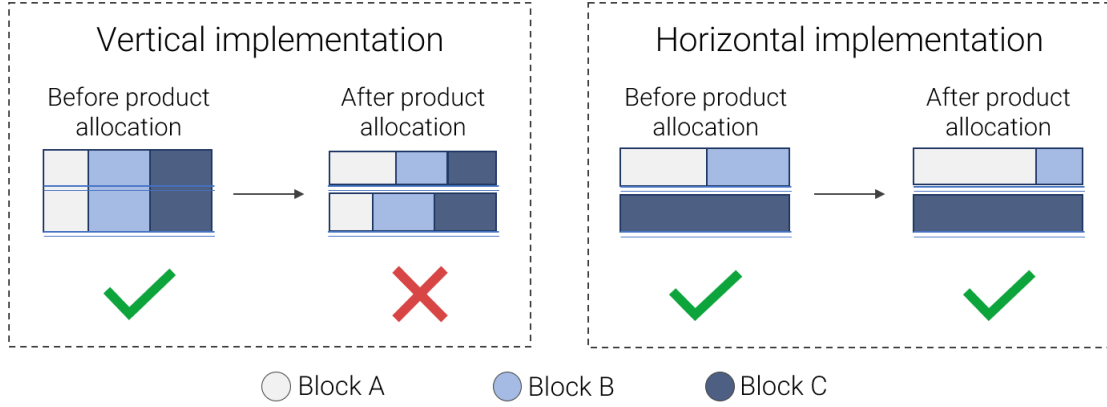 Vertical implementation
Before product
allocation
After product
allocation
Horizontal implementation
Before product
allocation
After product
allocation
Block A
Block B
Block C